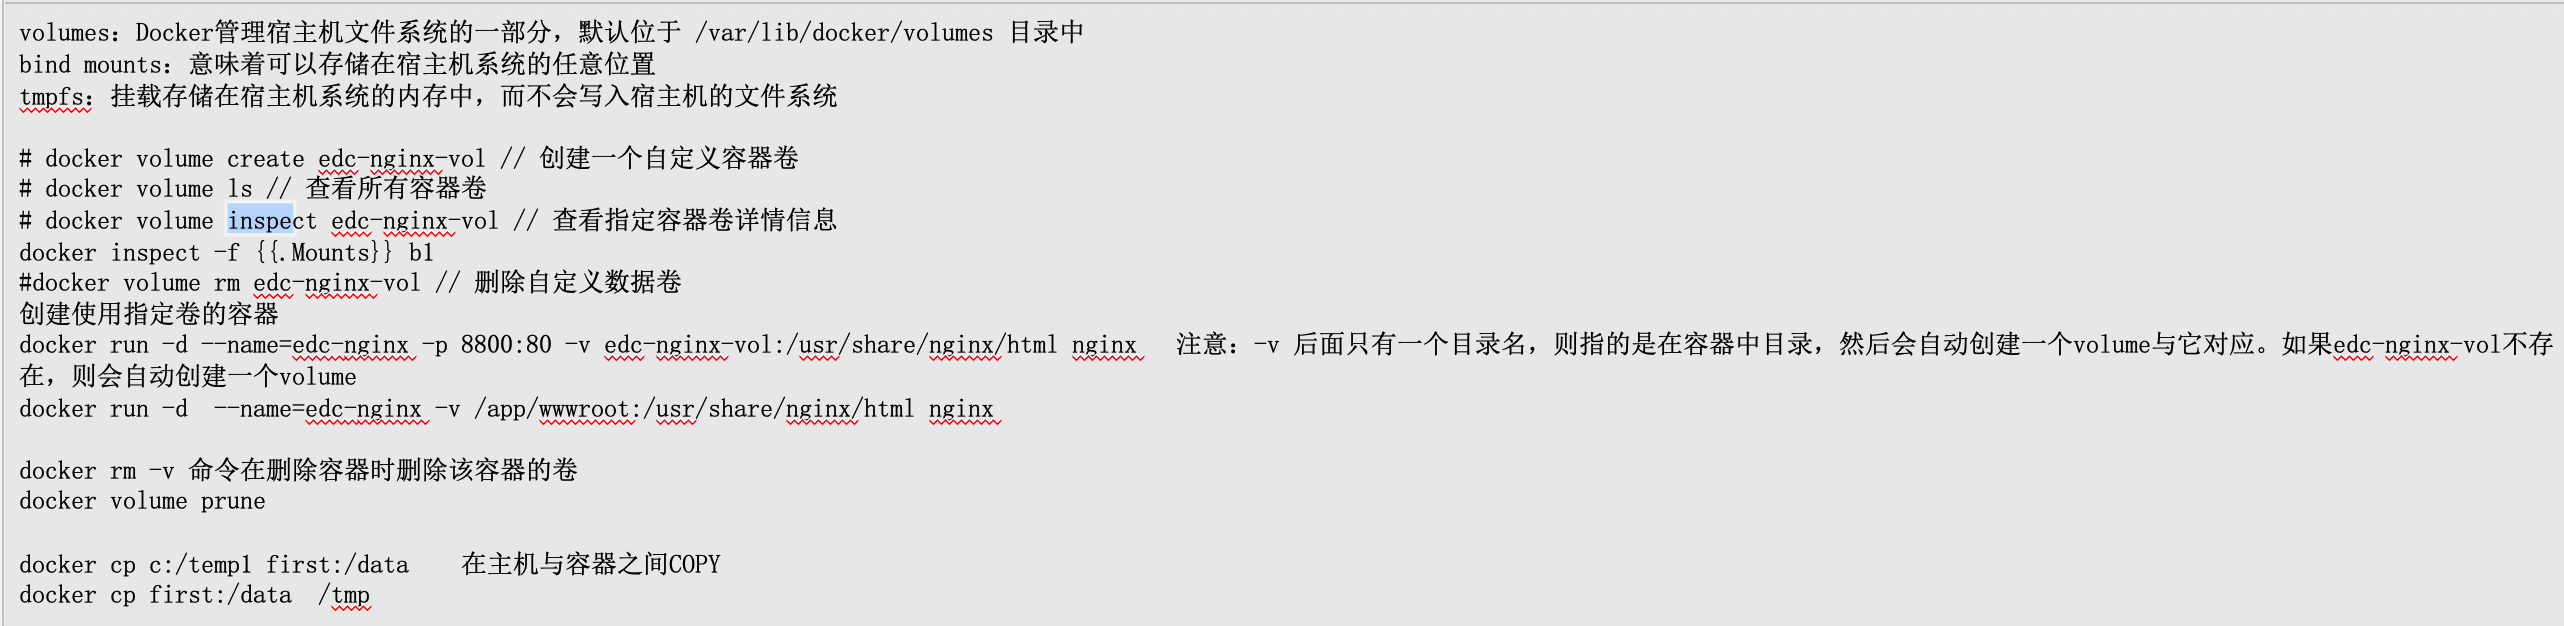 volumes：Docker管理宿主机文件系统的一部分，默认位于 /var/lib/docker/volumes 目录中
bind mounts：意味着可以存储在宿主机系统的任意位置
tmpfs：挂载存储在宿主机系统的内存中，而不会写入宿主机的文件系统
# docker volume create edc-nginx-vol // 创建一个自定义容器卷
# docker volume ls // 查看所有容器卷
# docker volume inspect edc-nginx-vol // 查看指定容器卷详情信息
docker inspect -f {{.Mounts}} b1
#docker volume rm edc-nginx-vol // 删除自定义数据卷
创建使用指定卷的容器
docker run -d --name=edc-nginx -p 8800:80 -v edc-nginx-vol:/usr/share/nginx/html nginx 注意：-v 后面只有一个目录名，则指的是在容器中目录，然后会自动创建一个volume与它对应。如果edc-nginx-vol不存
在，则会自动创建一个volume
docker run -d  --name=edc-nginx -v /app/wwwroot:/usr/share/nginx/html nginx
docker rm -v 命令在删除容器时删除该容器的卷
docker volume prune
docker cp c:/temp1 first:/data 在主机与容器之间COPY
docker cp first:/data  /tmp